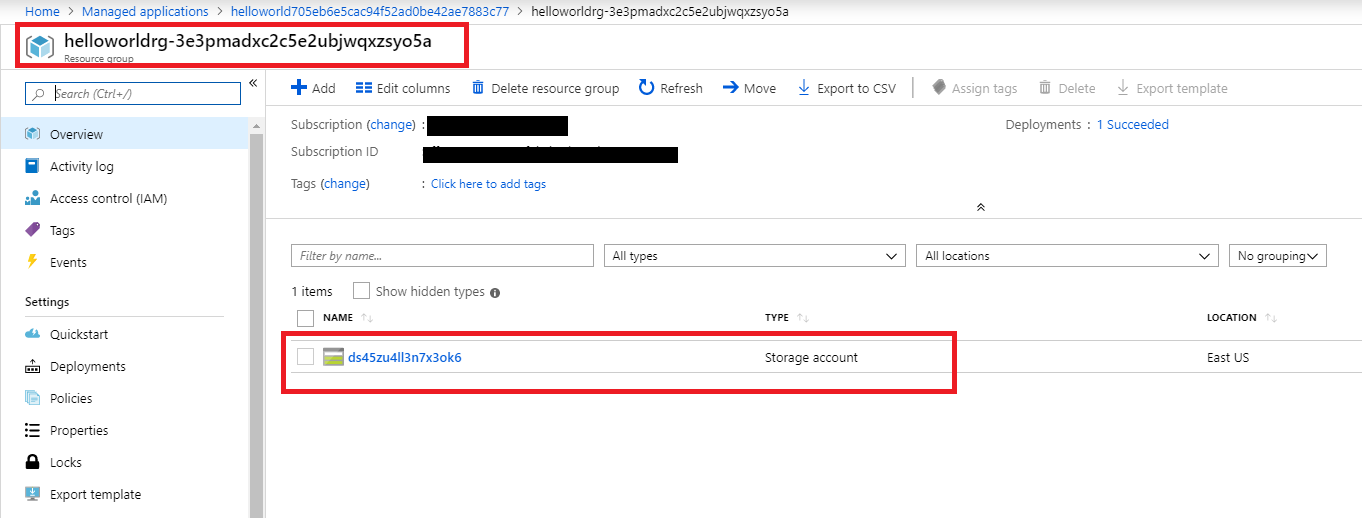 Home > Managed applications > helloworld705eb6e5cac94f52ad0be42ae7883c77 > helloworldrg-3e3pmadxc2c5e2ubjwqxzsyo5a
helloworldrg-3e3pmadxc2c5e2ubjwqxzsyo5a
Resource group
Search (Ctrl+/)
Overview
Activity log
Access control (IAM)
Tags
Events
Settings
Quickstart
Deployments
Policies
Properties
Locks
Export template
Add Edit columns Delete resource group Refresh Move Export to CSV Assign tags Delete Export template
Subscription (change) : Deployments : 1 Succeeded
Subscription ID
Tags (change) : Click here to add tags
Filter by name... All types All locations No grouping
1 items Show hidden types
NAME TYPE LOCATION
ds45zu4ll3n7x3ok6 Storage account East US